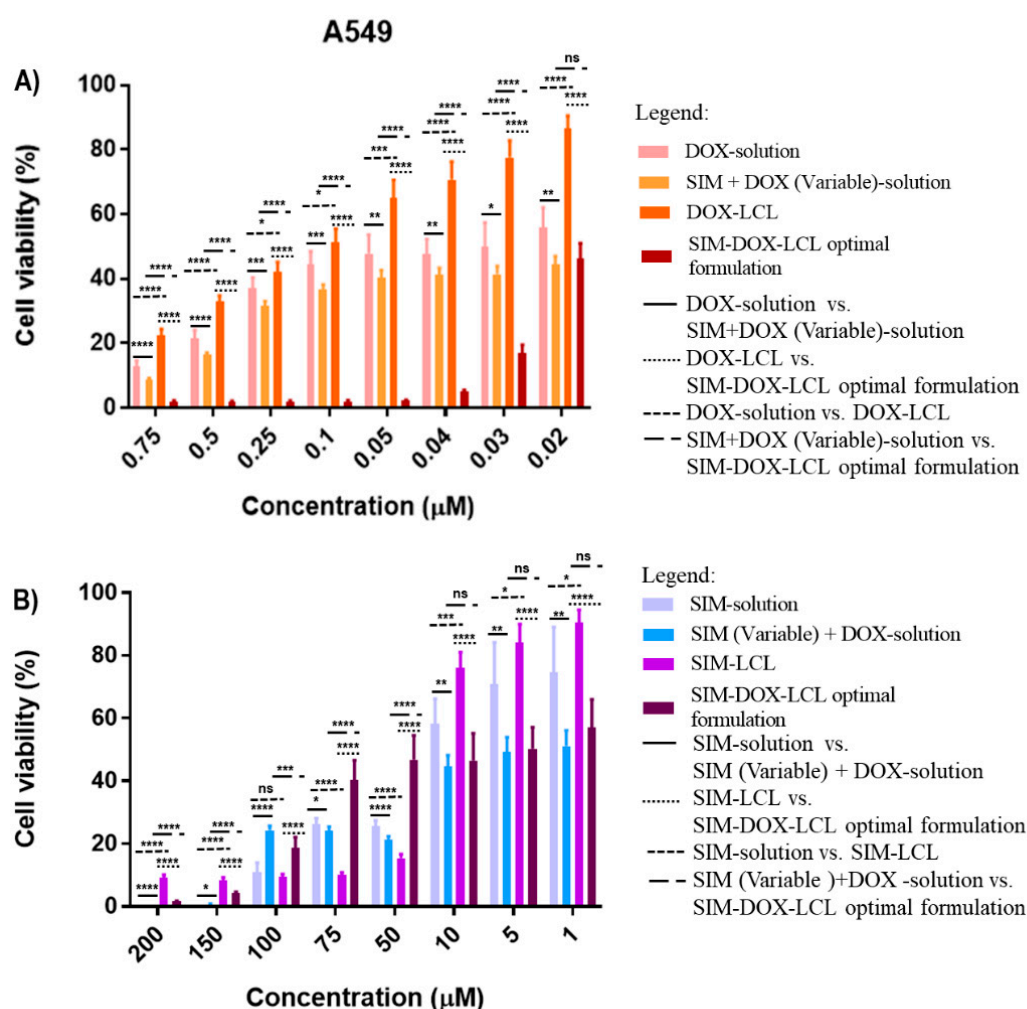 A549
A)
Cell viability (%)
100
80
60
40
20
0
**** **** **** ****
**** **** **** ****
**** * **** ***
**** * **** ***
**** *** **** **
**** **** **** **
**** **** **** *
ns **** **** **
0.75 0.5 0.25 0.1 0.05 0.04 0.03 0.02
Concentration (μM)
Legend:
DOX-solution
SIM + DOX (Variable)-solution
DOX-LCL
SIM-DOX-LCL optimal
formulation
DOX-solution vs.
SIM+DOX (Variable)-solution
DOX-LCL vs.
SIM-DOX-LCL optimal formulation
DOX-solution vs. DOX-LCL
SIM+DOX (Variable)-solution vs.
SIM-DOX-LCL optimal formulation
B)
Cell viability (%)
100
80
60
40
20
0
**** **** **** ****
**** **** **** *
*** ns **** ****
**** **** **** *
**** **** **** ****
ns *** **** **
ns * **** **
ns * **** **
200 150 100 75 50 10 5 1
Concentration (μM)
Legend:
SIM-solution
SIM (Variable) + DOX-solution
SIM-LCL
SIM-DOX-LCL optimal
formulation
SIM-solution vs.
SIM (Variable) + DOX-solution
SIM-LCL vs.
SIM-DOX-LCL optimal formulation
SIM-solution vs. SIM-LCL
SIM (Variable )+DOX -solution vs.
SIM-DOX-LCL optimal formulation